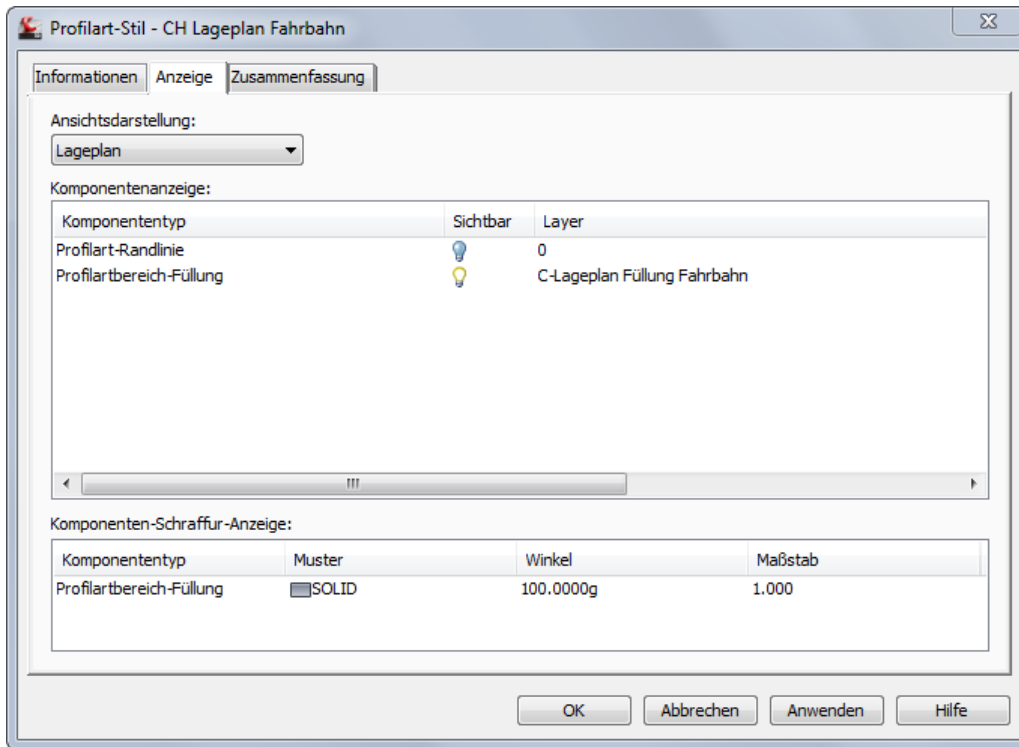 Profilart-Stil - CH Lageplan Fahrbahn
Informationen Anzeige Zusammenfassung
Ansichtsdarstellung:
Lageplan
Komponentenanzeige:
Komponententyp Sichtbar Layer
Profilart-Randlinie 0
Profilartbereich-Füllung C-Lageplan Füllung Fahrbahn
Komponenten-Schraffur-Anzeige:
Komponententyp Muster Winkel Maßstab
Profilartbereich-Füllung SOLID 100.0000g 1.000
OK Abbrechen Anwenden Hilfe